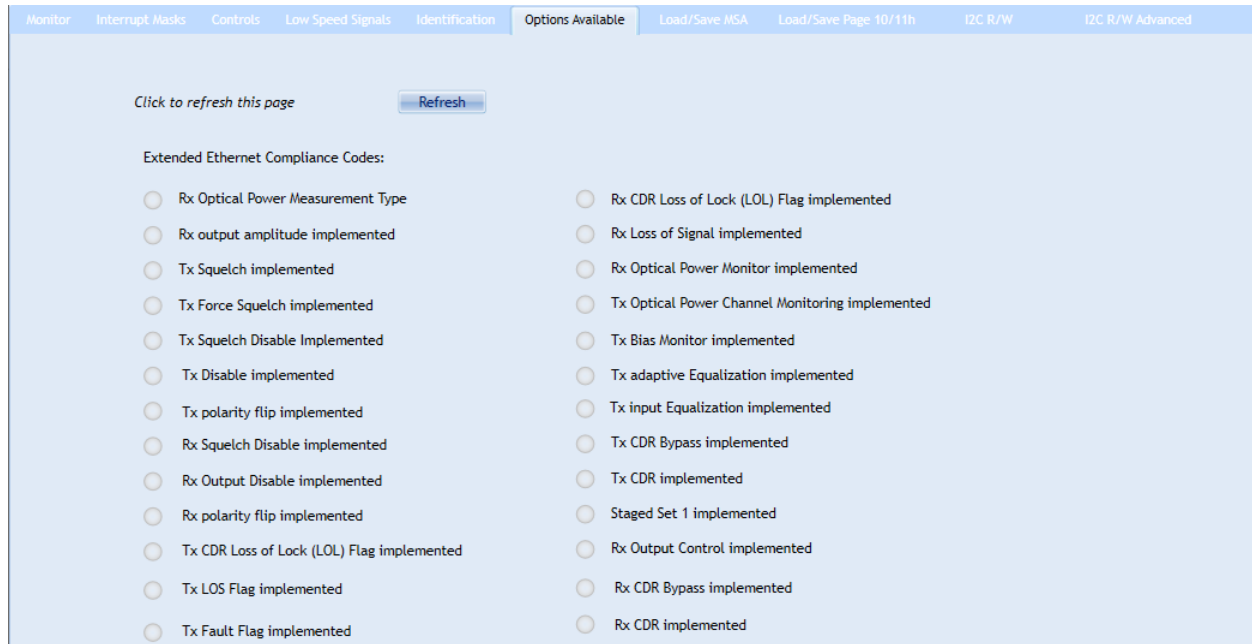 Monitor
Interrupt Masks
Controls
Low Speed Signals
Identification
Options Available
Load/Save MSA
Load/Save Page 10/11h
I2C R/W
I2C R/W Advanced
Click to refresh this page
Refresh
Extended Ethernet Compliance Codes:
Rx Optical Power Measurement Type
Rx output amplitude implemented
Tx Squelch implemented
Tx Force Squelch implemented
Tx Squelch Disable Implemented
Tx Disable implemented
Tx polarity flip implemented
Rx Squelch Disable implemented
Rx Output Disable implemented
Rx polarity flip implemented
Tx CDR Loss of Lock (LOL) Flag implemented
Tx LOS Flag implemented
Tx Fault Flag implemented
Rx CDR Loss of Lock (LOL) Flag implemented
Rx Loss of Signal implemented
Rx Optical Power Monitor implemented
Tx Optical Power Channel Monitoring implemented
Tx Bias Monitor implemented
Tx adaptive Equalization implemented
Tx input Equalization implemented
Tx CDR Bypass implemented
Tx CDR implemented
Staged Set 1 implemented
Rx Output Control implemented
Rx CDR Bypass implemented
Rx CDR implemented